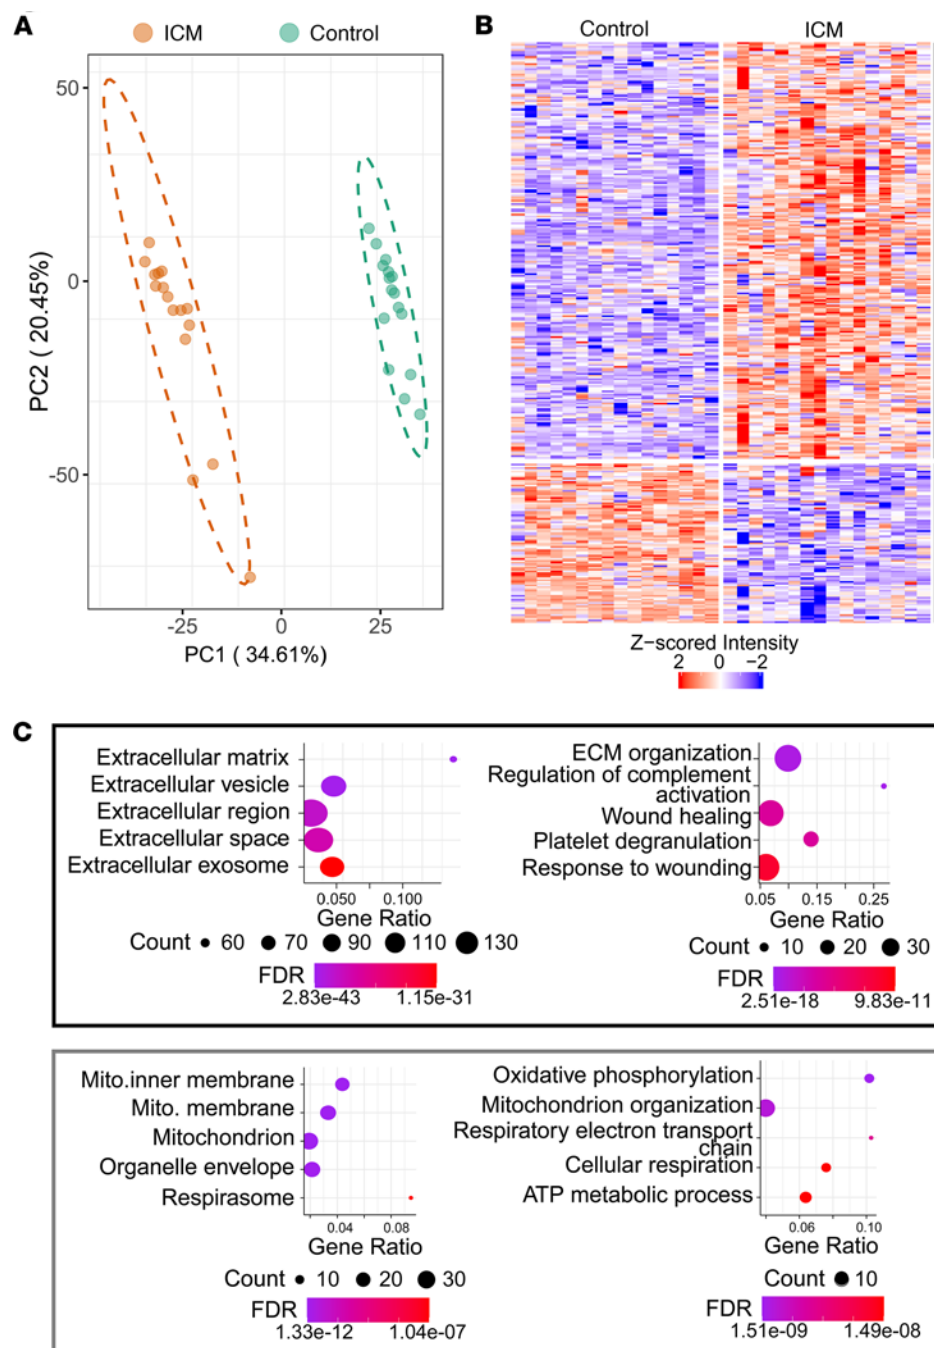 A
ICM
Control
50
0
-50
PC2 ( 20.45%)
-25
0
25
PC1 ( 34.61%)
B
Control
ICM
Z-scored Intensity
2
0
-2
C
Extracellular matrix
Extracellular vesicle
Extracellular region
Extracellular space
Extracellular exosome
0.050
0.100
Gene Ratio
Count
60
70
90
110
130
FDR
2.83e-43
1.15e-31
ECM organization
Regulation of complement
activation
Wound healing
Platelet degranulation
Response to wounding
0.05
0.15
0.25
Gene Ratio
Count
10
20
30
FDR
2.51e-18
9.83e-11
Mito.inner membrane
Mito. membrane
Mitochondrion
Organelle envelope
Respirasome
0.04
0.08
Gene Ratio
Count
10
20
30
FDR
1.33e-12
1.04e-07
Oxidative phosphorylation
Mitochondrion organization
Respiratory electron transport
chain
Cellular respiration
ATP metabolic process
0.06
0.10
Gene Ratio
Count
10
FDR
1.51e-09
1.49e-08